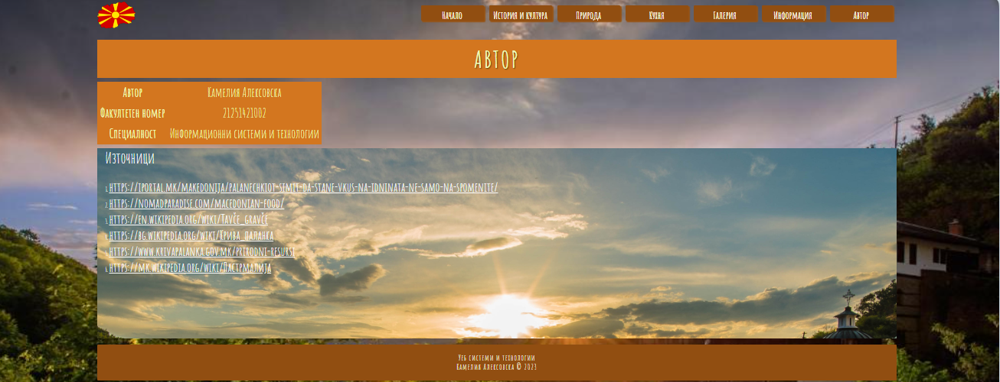 Начало
История и култура
Природа
Кухня
Галерия
Информация
Автор
АВТОР
Автор Камелия Алексовска
Факултетен номер 21251421002
Специалност Информационни системи и технологии
Източници
1. https://iportal.mk/makedonija/palanechkiot-simit-da-stane-vkus-na-idninata-ne-samo-na-spomenite/
2. https://nomadparadise.com/macedonian-food/
3. https://en.wikipedia.org/wiki/Tavče_gravče
4. https://bg.wikipedia.org/wiki/Крива_паланка
5. https://www.krivapalanka.gov.mk/prirodni-resursi
6. https://mk.wikipedia.org/wiki/Пастрмалија
Уеб системи и технологии
Камелия Алексовска © 2023